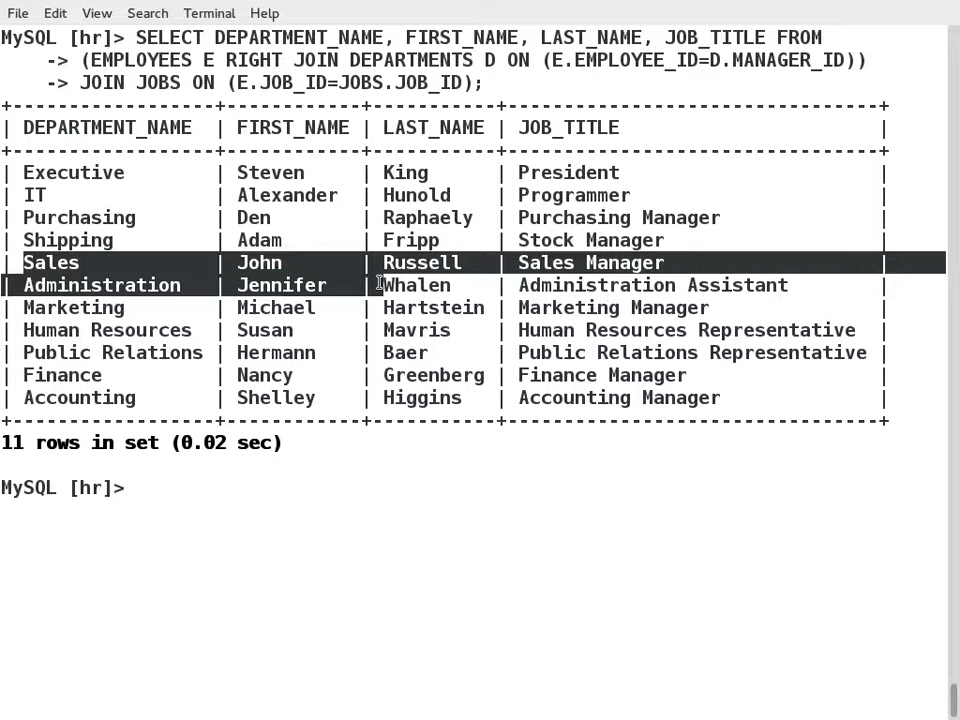 File Edit View Search Terminal Help
MySQL [hr]> SELECT DEPARTMENT_NAME, FIRST_NAME, LAST_NAME, JOB_TITLE FROM
    -> (EMPLOYEES E RIGHT JOIN DEPARTMENTS D ON (E.EMPLOYEE_ID=D.MANAGER_ID))
    -> JOIN JOBS ON (E.JOB_ID=JOBS.JOB_ID);
+------------------+------------+-----------+---------------------------------+
| DEPARTMENT_NAME  | FIRST_NAME | LAST_NAME | JOB_TITLE                       |
+------------------+------------+-----------+---------------------------------+
| Executive        | Steven     | King      | President                       |
| IT               | Alexander  | Hunold    | Programmer                      |
| Purchasing       | Den        | Raphaely  | Purchasing Manager              |
| Shipping         | Adam       | Fripp     | Stock Manager                   |
| Sales            | John       | Russell   | Sales Manager                   |
| Administration   | Jennifer   | Whalen    | Administration Assistant        |
| Marketing        | Michael    | Hartstein | Marketing Manager               |
| Human Resources  | Susan      | Mavris    | Human Resources Representative  |
| Public Relations | Hermann    | Baer      | Public Relations Representative |
| Finance          | Nancy      | Greenberg | Finance Manager                 |
| Accounting       | Shelley    | Higgins   | Accounting Manager              |
+------------------+------------+-----------+---------------------------------+
11 rows in set (0.02 sec)
MySQL [hr]>